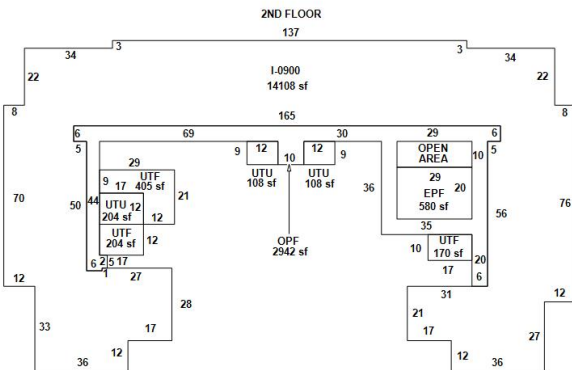 2ND FLOOR
137
34
3
3
34
22
I-0900
14108 sf
22
8
8
165
6
69
30
29
6
5
9
12
10
12
9
OPEN
AREA
10
5
29
9
UTF
405 sf
17
UTU
108 sf
UTU
108 sf
29
EPF
580 sf
20
70
50
44
UTU
204 sf
12
21
36
56
76
12
35
UTF
204 sf
12
OPF
2942 sf
10
UTF
170 sf
20
6
2
5
17
1
27
17
6
12
31
12
28
21
33
17
17
27
12
12
36
36